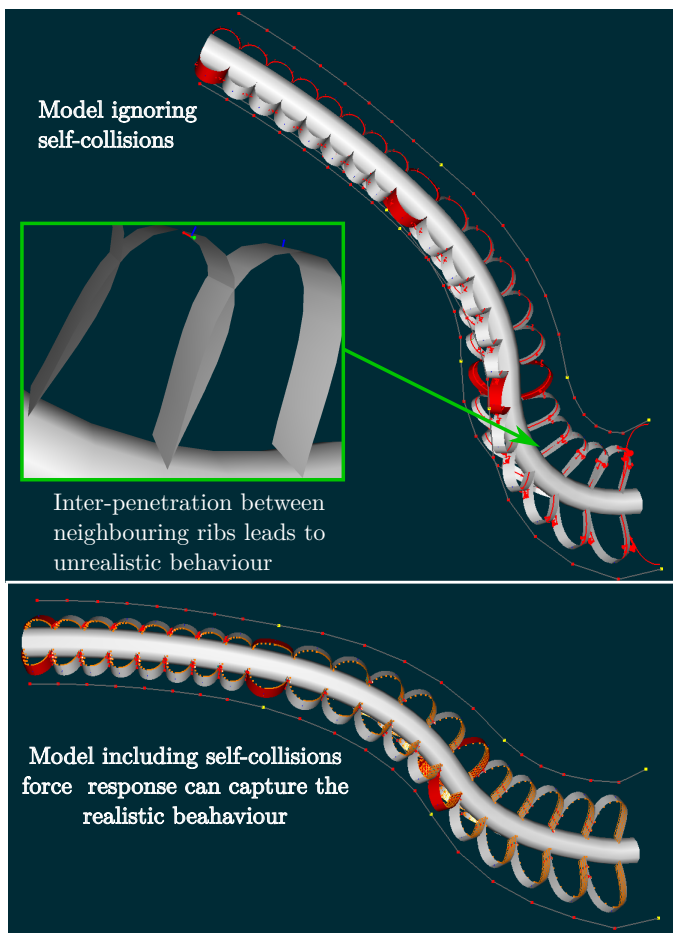 Model ignoring
self-collisions
Inter-penetration between
neighbouring ribs leads to
unrealistic behaviour
Model including self-collisions
force response can capture the
realistic beahaviour